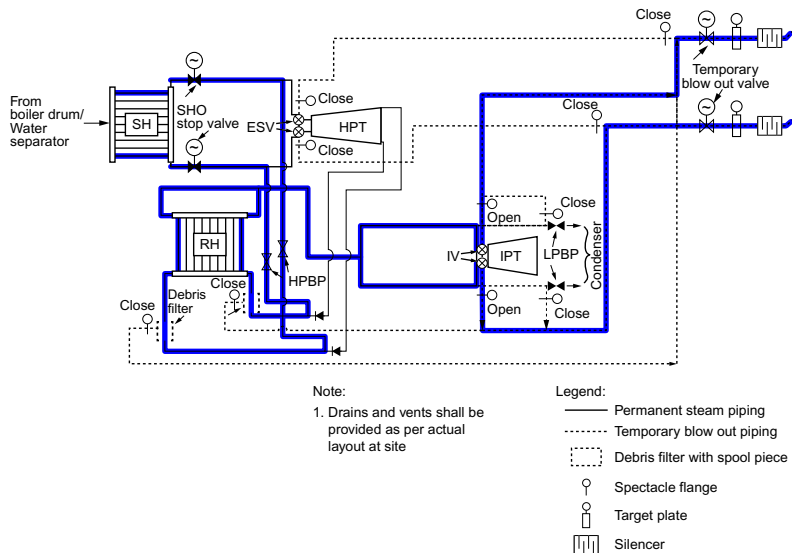 Close
Close
Temporary
blow out valve
From
boiler drum/
Water
separator
SH
SHO
stop valve
ESV
Close
HPT
Close
Close
Open
LPBP
Condenser
RH
HPBP
IV
IPT
Close
Close
Debris
filter
Open
Close
Note:
1. Drains and vents shall be
provided as per actual
layout at site
Legend:
Permanent steam piping
Temporary blow out piping
Debris filter with spool piece
Spectacle flange
Target plate
Silencer